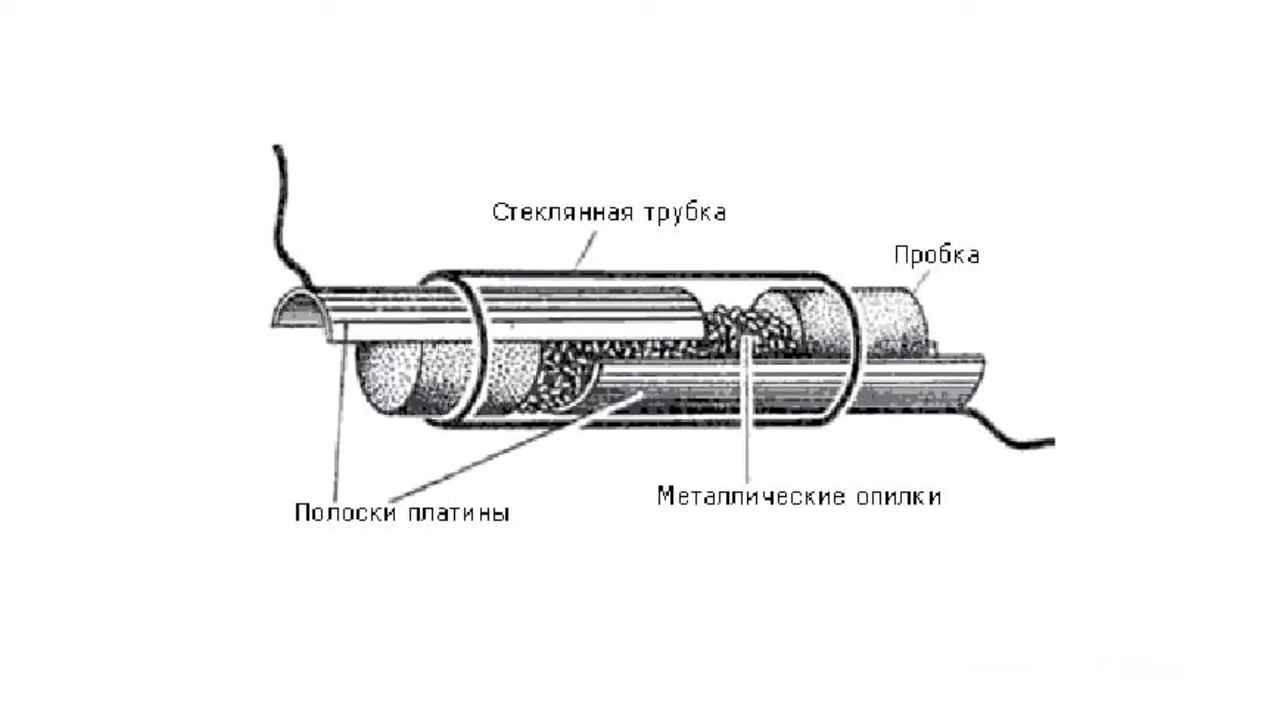 Стеклянная трубка
Пробка
Металлические опилки
Полоски платины